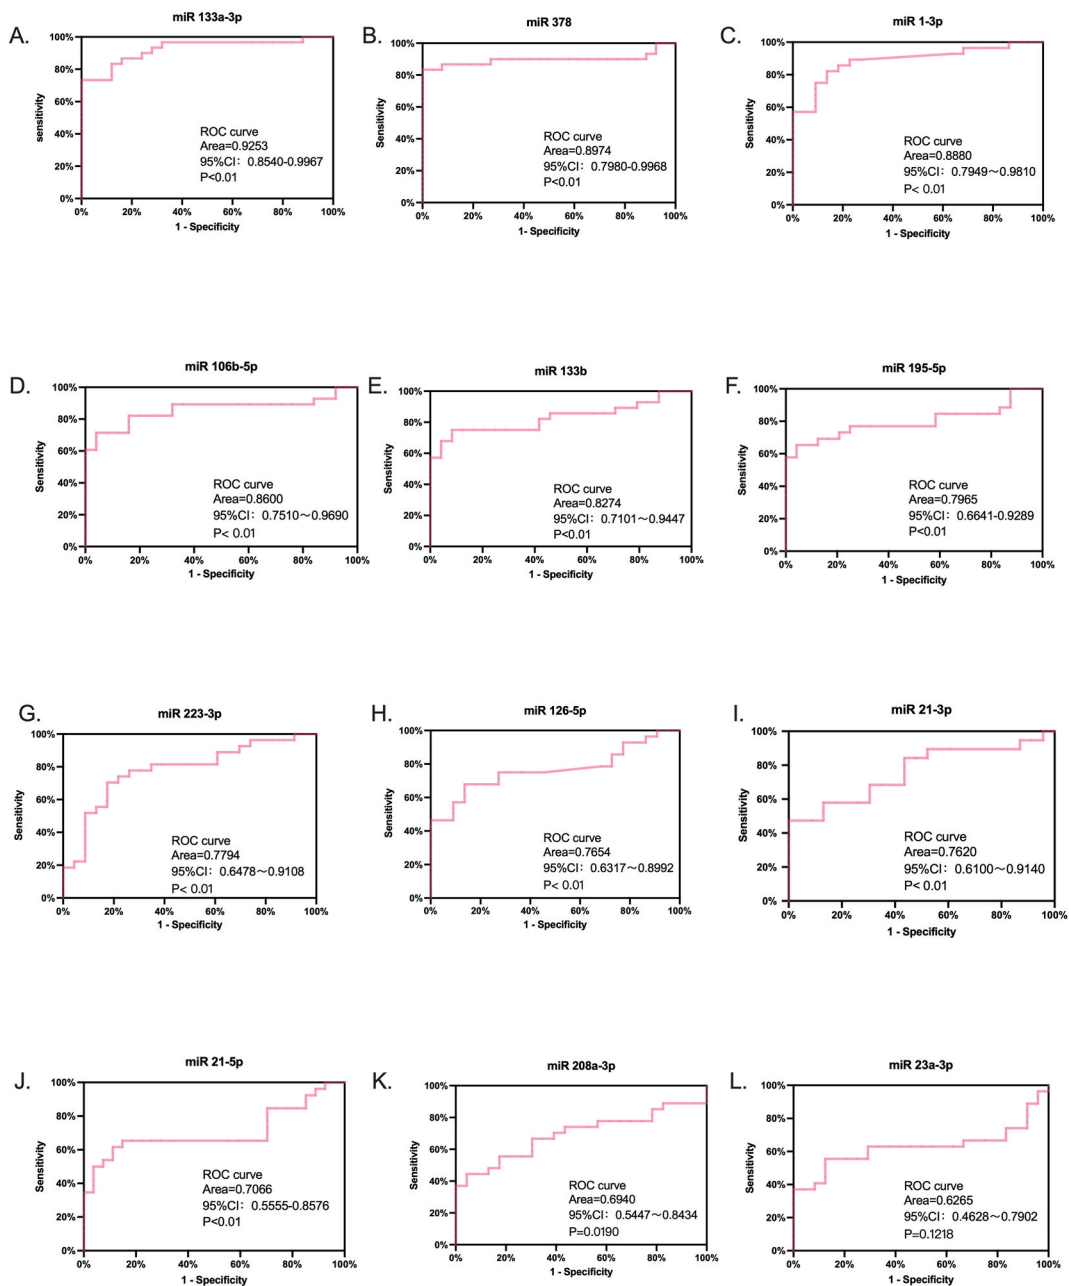 A.
miR 133a-3p
sensitivity
100%
80%
60%
40%
20%
0%
ROC curve
Area=0.9253
95%CI: 0.8540-0.9967
P<0.01
0% 20% 40% 60% 80% 100%
1 - Specificity
B.
miR 378
Sensitivity
100%
80%
60%
40%
20%
0%
ROC curve
Area=0.8974
95%CI: 0.7980-0.9968
P<0.01
0% 20% 40% 60% 80% 100%
1- Specificity
C.
miR 1-3p
Sensitivity
100%
80%
60%
40%
20%
0%
ROC curve
Area=0.8880
95%CI: 0.7949～0.9810
P< 0.01
0% 20% 40% 60% 80% 100%
1 - Specificity
D.
miR 106b-5p
Sensitivity
100%
80%
60%
40%
20%
0%
ROC curve
Area=0.8600
95%CI: 0.7510～0.9690
P< 0.01
0% 20% 40% 60% 80% 100%
1 - Specificity
E.
miR 133b
Sensitivity
100%
80%
60%
40%
20%
0%
ROC curve
Area=0.8274
95%CI: 0.7101～0.9447
P<0.01
0% 20% 40% 60% 80% 100%
1 - Specificity
F.
miR 195-5p
Sensitivity
100%
80%
60%
40%
20%
0%
ROC curve
Area=0.7965
95%CI: 0.6641-0.9289
P<0.01
0% 20% 40% 60% 80% 100%
1 - Specificity
G.
miR 223-3p
Sensitivity
100%
80%
60%
40%
20%
0%
ROC curve
Area=0.7794
95%CI: 0.6478～0.9108
P< 0.01
0% 20% 40% 60% 80% 100%
1 - Specificity
H.
miR 126-5p
Sensitivity
100%
80%
60%
40%
20%
0%
ROC curve
Area=0.7654
95%CI: 0.6317～0.8992
P< 0.01
0% 20% 40% 60% 80% 100%
1 - Specificity
I.
miR 21-3p
Sensitivity
100%
80%
60%
40%
20%
0%
ROC curve
Area=0.7620
95%CI: 0.6100～0.9140
P< 0.01
0% 20% 40% 60% 80% 100%
1 - Specificity
J.
miR 21-5p
Sensitivity
100%
80%
60%
40%
20%
0%
ROC curve
Area=0.7066
95%CI: 0.5555-0.8576
P<0.01
0% 20% 40% 60% 80% 100%
1 - Specificity
K.
miR 208a-3p
Sensitivity
100%
80%
60%
40%
20%
0%
ROC curve
Area=0.6940
95%CI: 0.5447～0.8434
P=0.0190
0% 20% 40% 60% 80% 100%
1 - Specificity
L.
miR 23a-3p
Sensitivity
100%
80%
60%
40%
20%
0%
ROC curve
Area=0.6265
95%CI: 0.4628～0.7902
P=0.1218
0% 20% 40% 60% 80% 100%
1 - Specificity